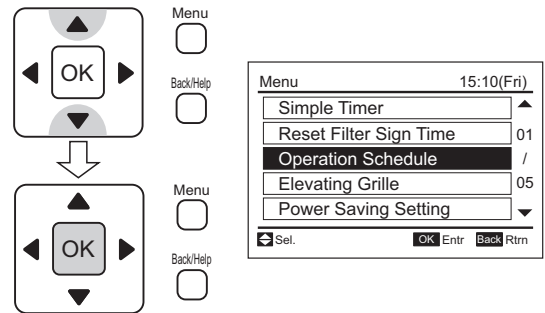 Menu
OK
Back/Help
Menu
OK
Back/Help
Menu 15:10(Fri)
Simple Timer
Reset Filter Sign Time 01
Operation Schedule /
Elevating Grille 05
Power Saving Setting
Sel. OK Entr Back Rtrn